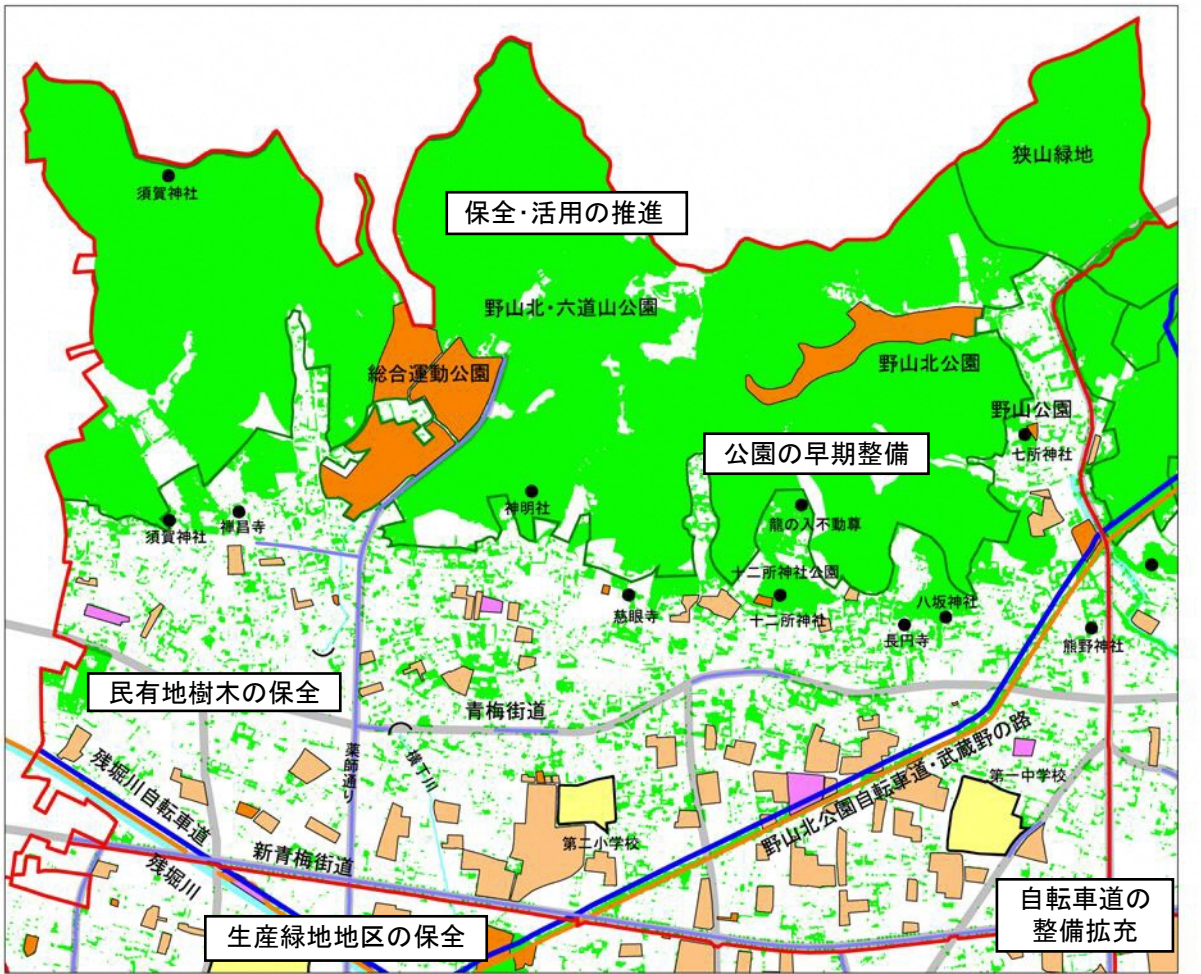 狭山緑地
須賀神社
保全･活用の推進
野山北･六道山公園
総合運動公園
野山北公園
野山公園
七所神社
公園の早期整備
神明社
龍の入不動尊
須賀神社
禅昌寺
十二所神社公園
慈眼寺
十二所神社
八坂神社
長円寺
熊野神社
民有地樹木の保全
青梅街道
薬師通り
横丁川
残堀川自転車道
野山北公園自転車道･武蔵野の路
第一中学校
第二小学校
新青梅街道
残堀川
生産緑地地区の保全
自転車道の
整備拡充